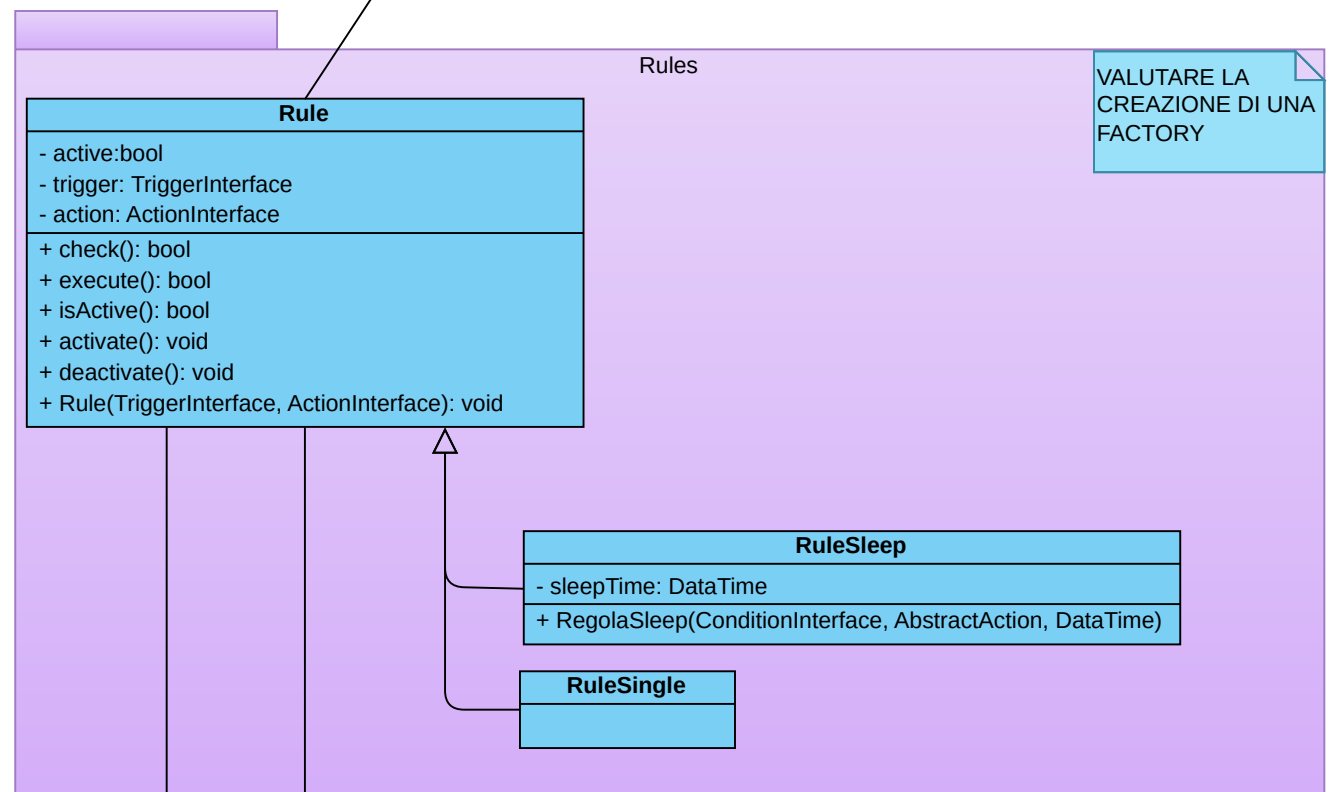 Rules
VALUTARE LA
CREAZIONE DI UNA
FACTORY
Rule
- active:bool
- trigger: TriggerInterface
- action: ActionInterface
+ check(): bool
+ execute(): bool
+ isActive(): bool
+ activate(): void
+ deactivate(): void
+ Rule(TriggerInterface, ActionInterface): void
RuleSleep
- sleepTime: DataTime
+ RegolaSleep(ConditionInterface, AbstractAction, DataTime)
RuleSingle